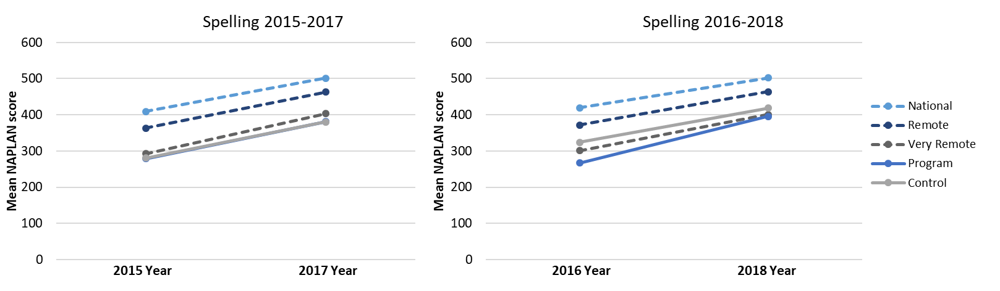 Spelling 2015-2017
Mean NAPLAN score
600
500
400
300
200
100
0
2015 Year
2017 Year
Spelling 2016-2018
Mean NAPLAN score
600
500
400
300
200
100
0
2016 Year
2018 Year
National
Remote
Very Remote
Program
Control